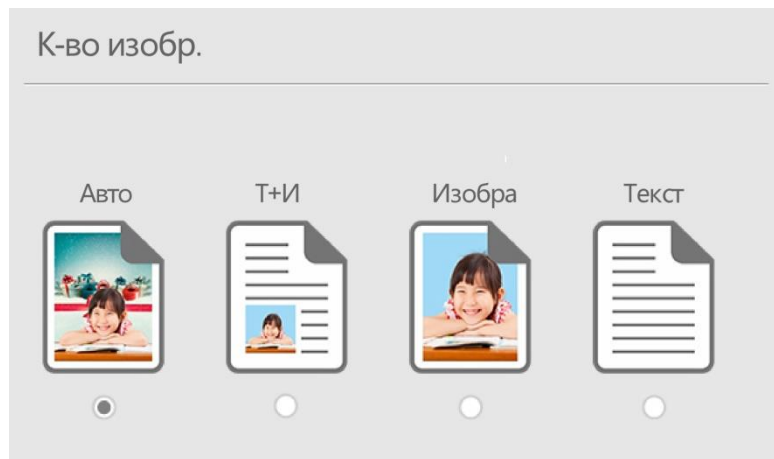 К-во изобр.
Авто
Т+И
Изобра
Текст